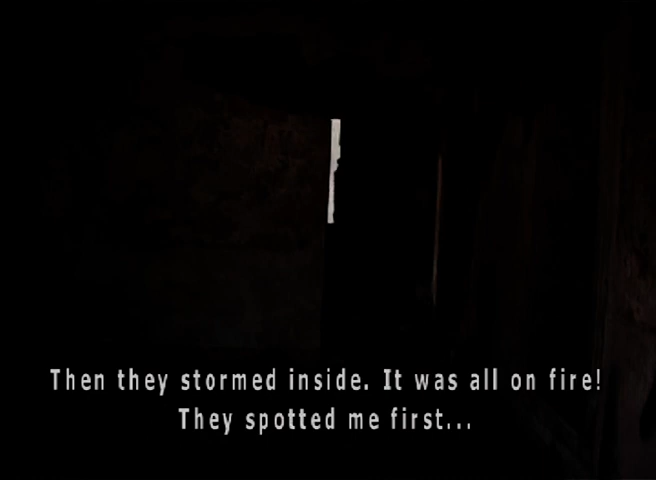 Then they stormed inside. It was all on fire!
They spotted me first...